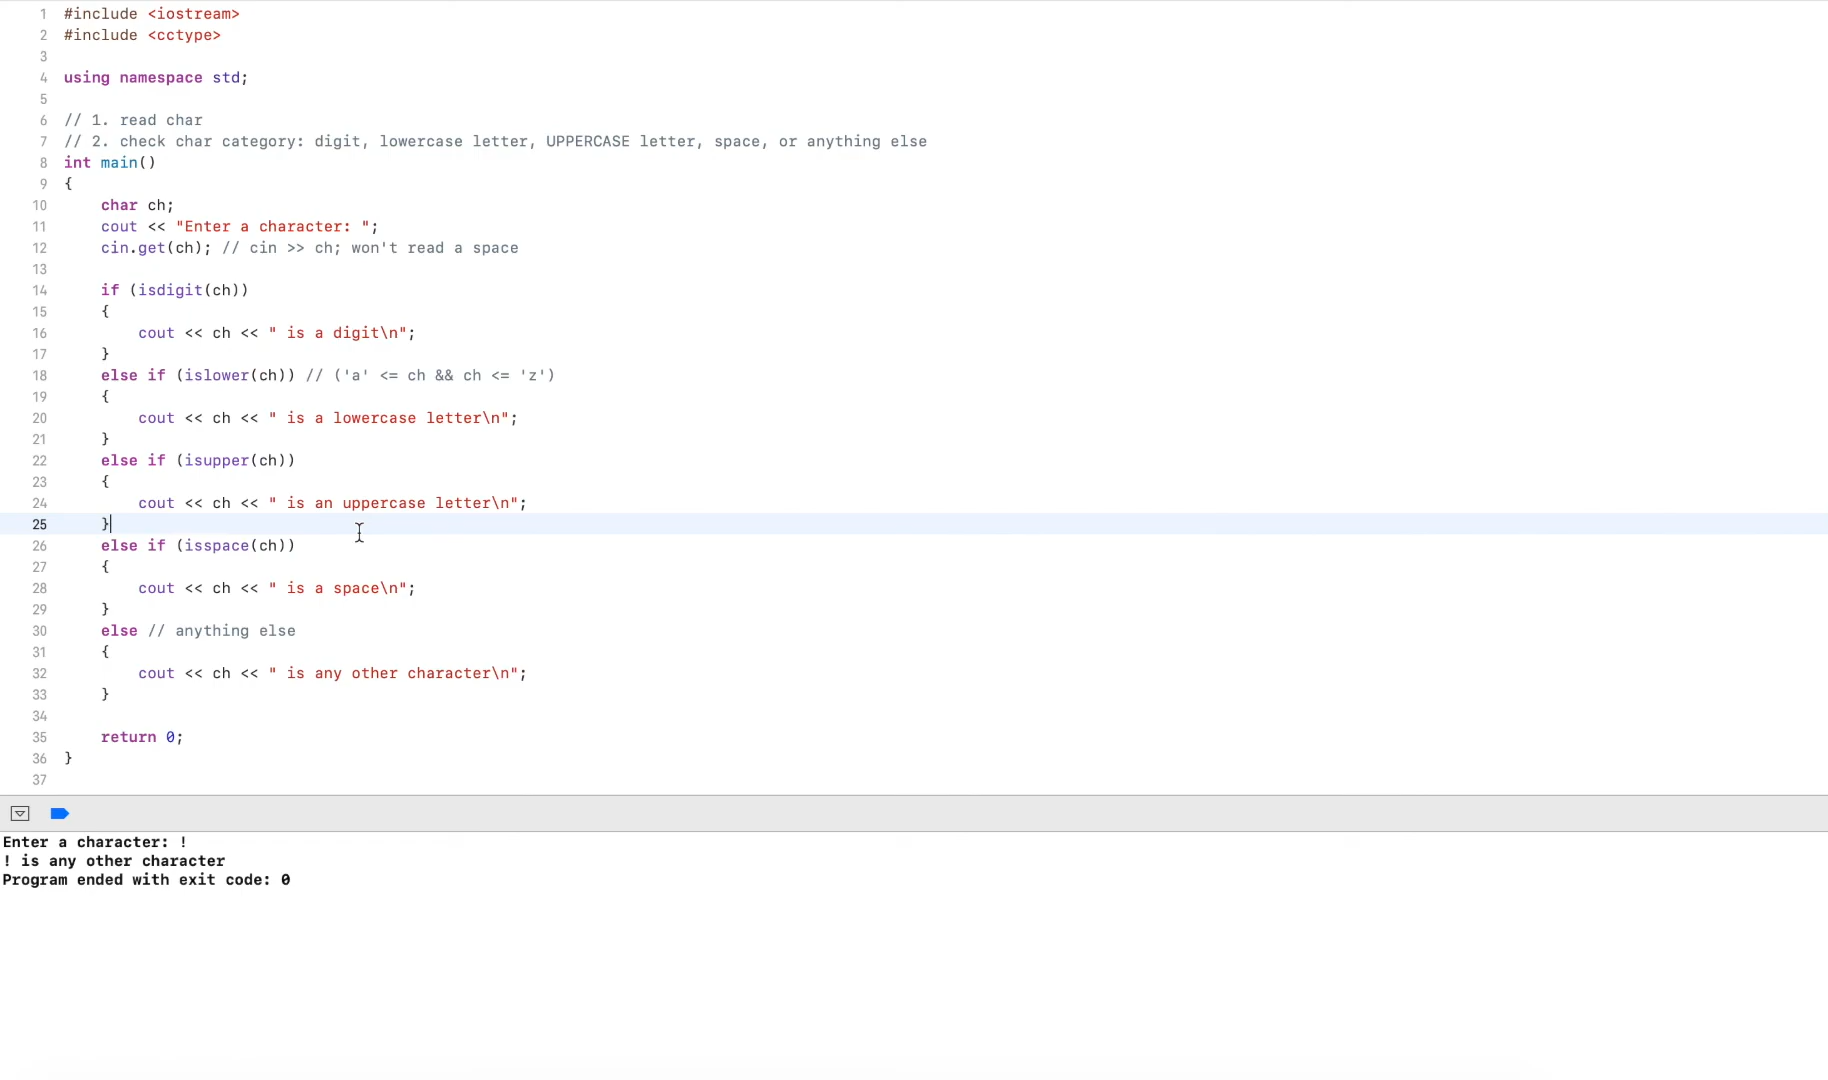 1 #include <iostream>
2 #include <cctype>
3
4 using namespace std;
5
6 // 1. read char
7 // 2. check char category: digit, lowercase letter, UPPERCASE letter, space, or anything else
8 int main()
9 {
10     char ch;
11     cout << "Enter a character: ";
12     cin.get(ch); // cin >> ch; won't read a space
13
14     if (isdigit(ch))
15     {
16         cout << ch << " is a digit\n";
17     }
18     else if (islower(ch)) // ('a' <= ch && ch <= 'z')
19     {
20         cout << ch << " is a lowercase letter\n";
21     }
22     else if (isupper(ch))
23     {
24         cout << ch << " is an uppercase letter\n";
25     }
26     else if (isspace(ch))
27     {
28         cout << ch << " is a space\n";
29     }
30     else // anything else
31     {
32         cout << ch << " is any other character\n";
33     }
34
35     return 0;
36 }
37
Enter a character: !
! is any other character
Program ended with exit code: 0